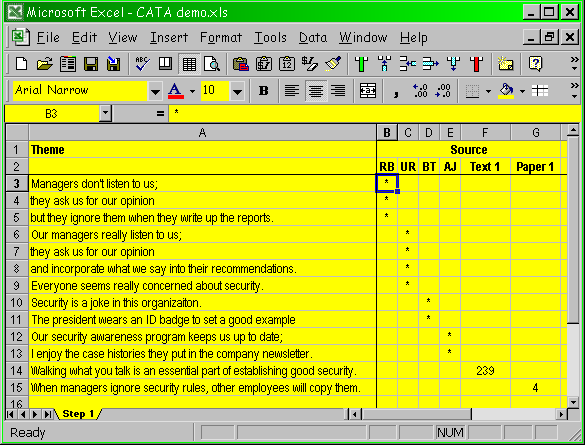 Microsoft Excel - CATA demo.xls
File Edit View Insert Format Tools Data Window Help
ABC
Arial Narrow 10 B
B3 = *
A B C D E F G
1 Theme Source
2 RB UR BT AJ Text 1 Paper 1
3 Managers don't listen to us; *
4 they ask us for our opinion *
5 but they ignore them when they write up the reports. *
6 Our managers really listen to us; *
7 they ask us for our opinion *
8 and incorporate what we say into their recommendations. *
9 Everyone seems really concerned about security. *
10 Security is a joke in this organizaiton. *
11 The president wears an ID badge to set a good example *
12 Our security awareness program keeps us up to date; *
13 I enjoy the case histories they put in the company newsletter. *
14 Walking what you talk is an essential part of establishing good security. 239
15 When managers ignore security rules, other employees will copy them. 4
16
Step 1
Ready NUM